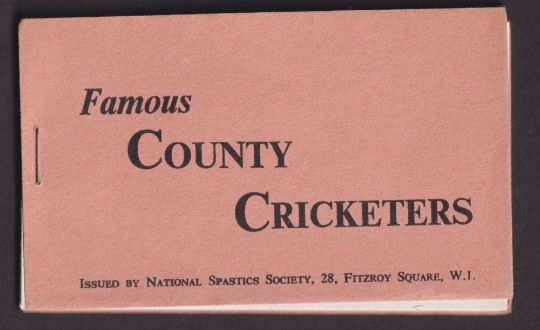 Famous
COUNTY
CRICKETERS
ISSUED BY NATIONAL SPASTICS SOCIETY, 28, FITZROY SQUARE, W.1.